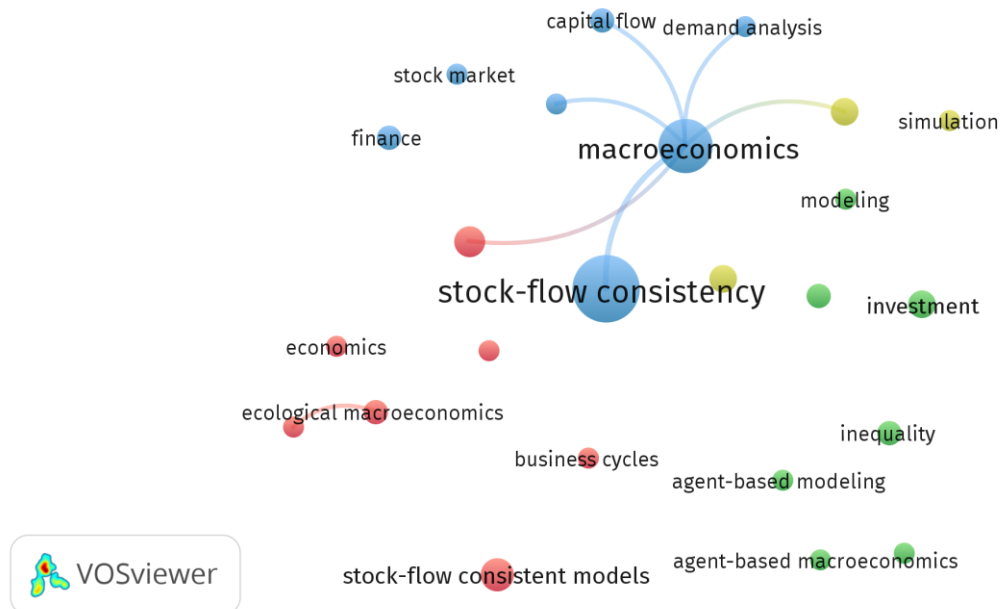 capital flow
demand analysis
stock market
simulation
finance
macroeconomics
modeling
stock-flow consistency
investment
economics
ecological macroeconomics
inequality
business cycles
agent-based modeling
agent-based macroeconomics
stock-flow consistent models
VOSviewer